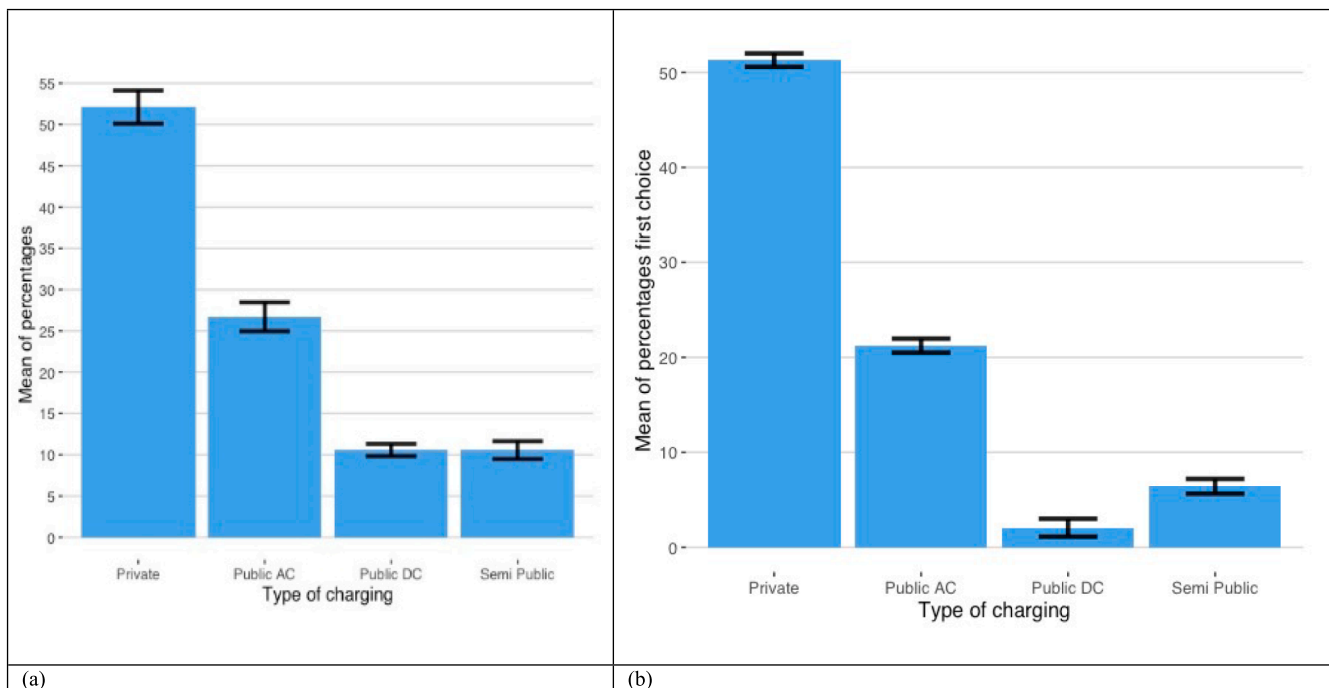 Mean of percentages
55
50
45
40
35
30
25
20
15
10
5
0
Private Public AC Public DC Semi Public
Type of charging
(a)
Mean of percentages first choice
50
40
30
20
10
0
Private Public AC Public DC Semi Public
Type of charging
(b)